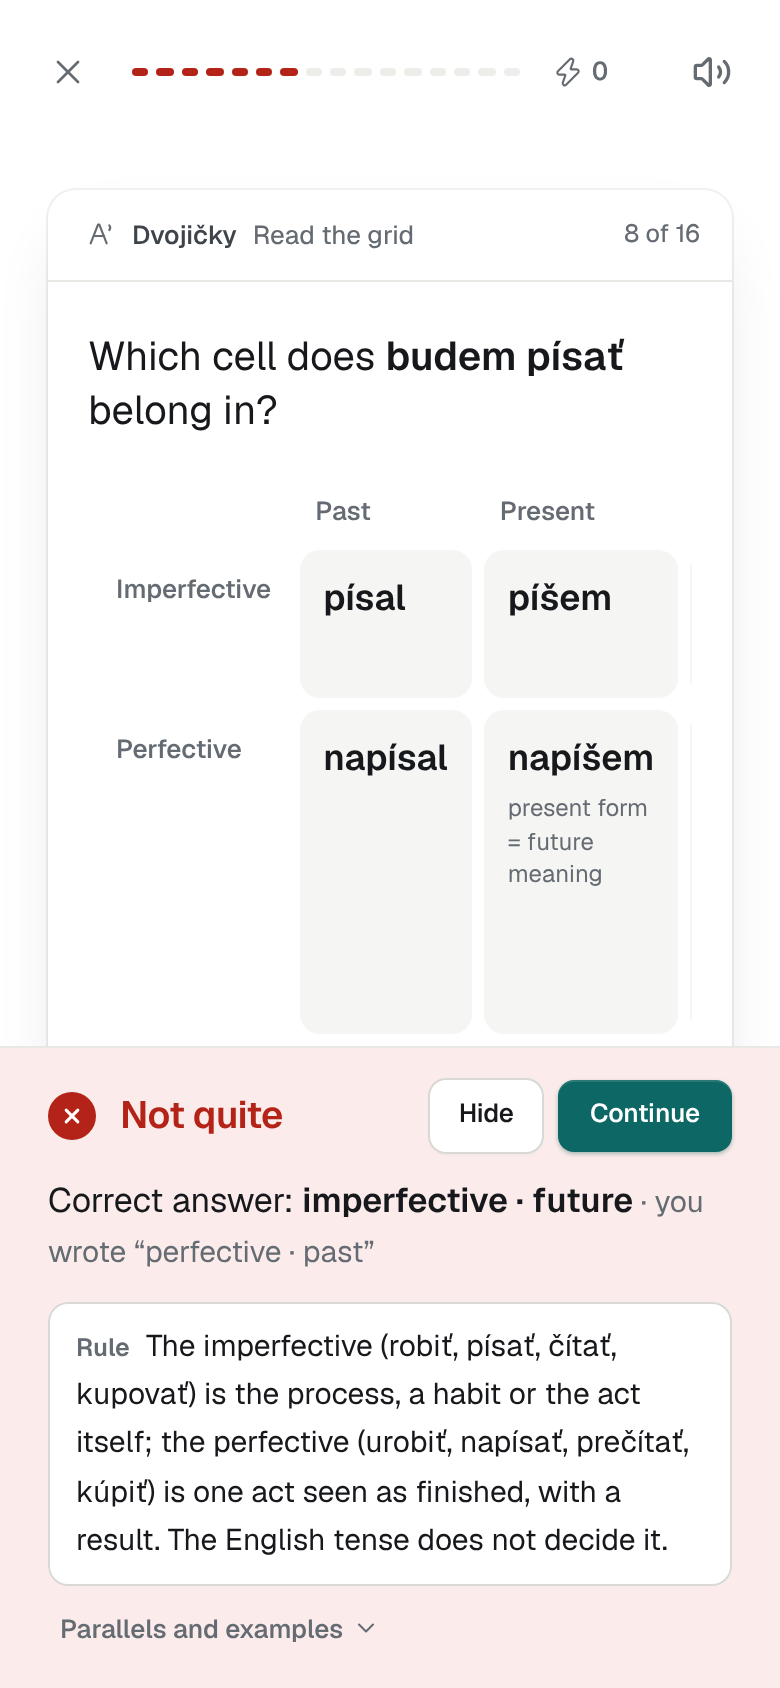 0
Dvojičky Read the grid 8 of 16
Which cell does budem písať
belong in?
Past Present
Imperfective písal píšem
Perfective napísal napíšem
present form
= future
meaning
Not quite Hide Continue
Correct answer: imperfective · future · you
wrote “perfective · past”
Rule The imperfective (robiť, písať, čítať,
kupovať) is the process, a habit or the act
itself; the perfective (urobiť, napísať, prečítať,
kúpiť) is one act seen as finished, with a
result. The English tense does not decide it.
Parallels and examples